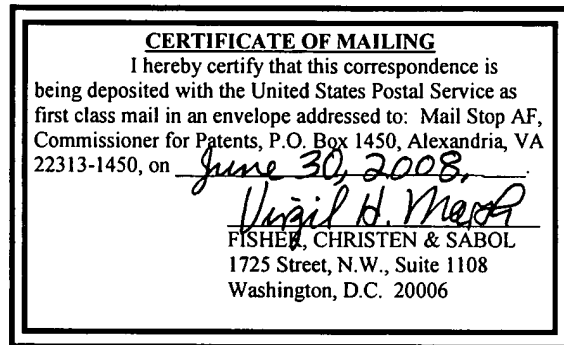 CERTIFICATE OF MAILING
I hereby certify that this correspondence is
being deposited with the United States Postal Service as
first class mail in an envelope addressed to: Mail Stop AF,
Commissioner for Patents, P.O. Box 1450, Alexandria, VA
22313-1450, on June 30, 2008, .
Virgil H. Marsh
FISHER, CHRISTEN & SABOL
1725 Street, N.W., Suite 1108
Washington, D.C. 20006